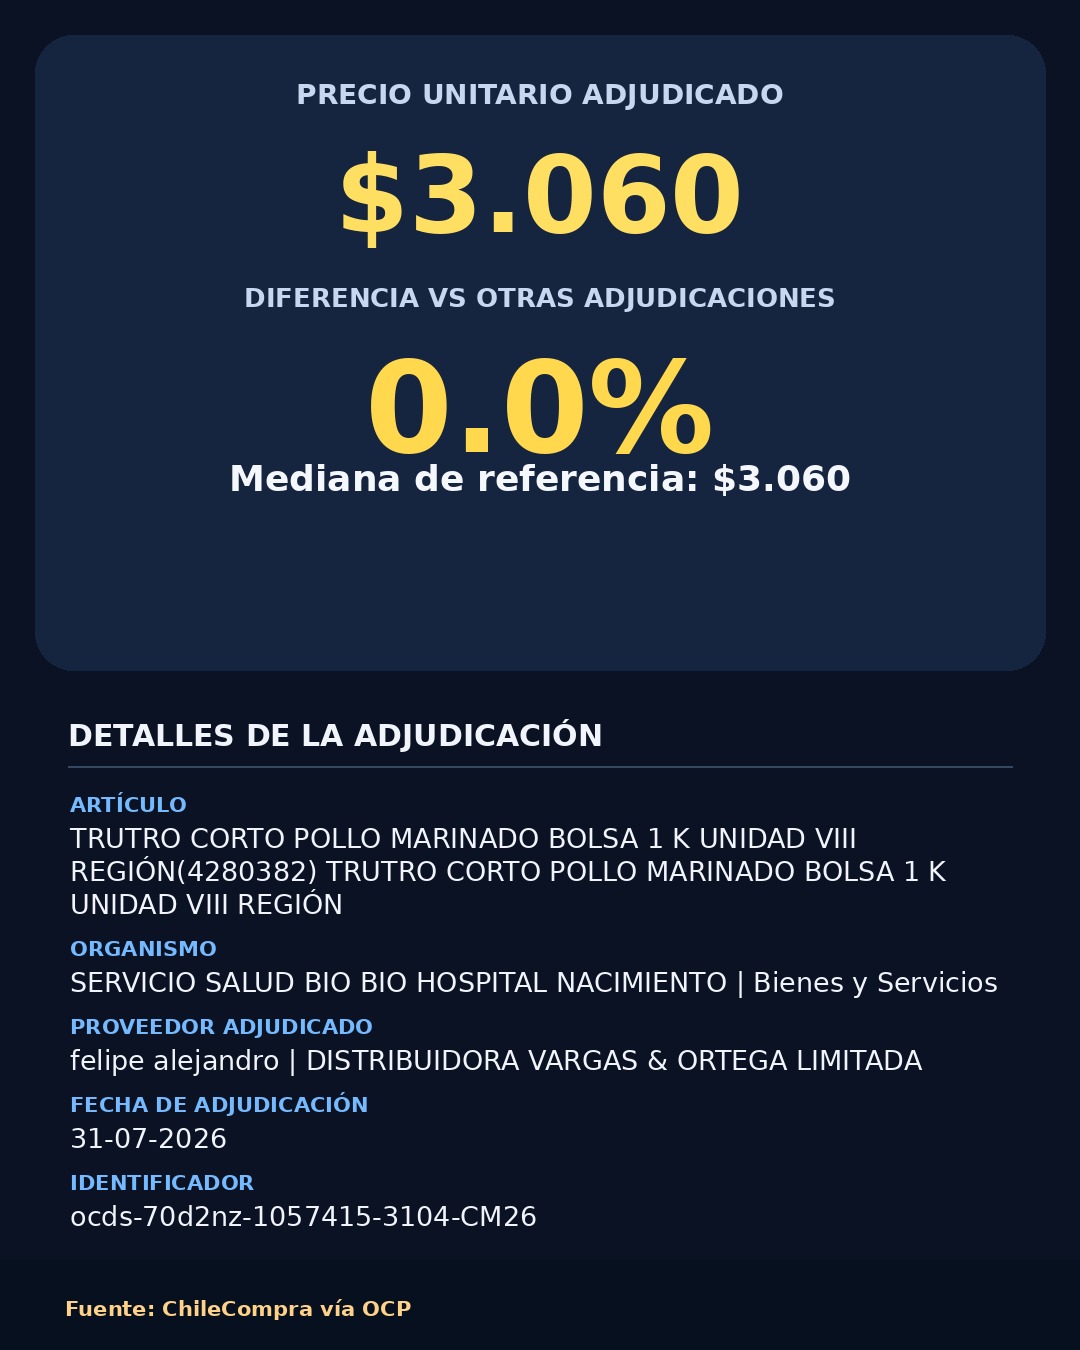 PRECIO UNITARIO ADJUDICADO
$3.060
DIFERENCIA VS OTRAS ADJUDICACIONES
0.0%
Mediana de referencia: $3.060
DETALLES DE LA ADJUDICACIÓN
ARTÍCULO
TRUTRO CORTO POLLO MARINADO BOLSA 1 K UNIDAD VIII
REGIÓN(4280382) TRUTRO CORTO POLLO MARINADO BOLSA 1 K
UNIDAD VIII REGIÓN
ORGANISMO
SERVICIO SALUD BIO BIO HOSPITAL NACIMIENTO | Bienes y Servicios
PROVEEDOR ADJUDICADO
felipe alejandro | DISTRIBUIDORA VARGAS & ORTEGA LIMITADA
FECHA DE ADJUDICACIÓN
31-07-2026
IDENTIFICADOR
ocds-70d2nz-1057415-3104-CM26
Fuente: ChileCompra vía OCP